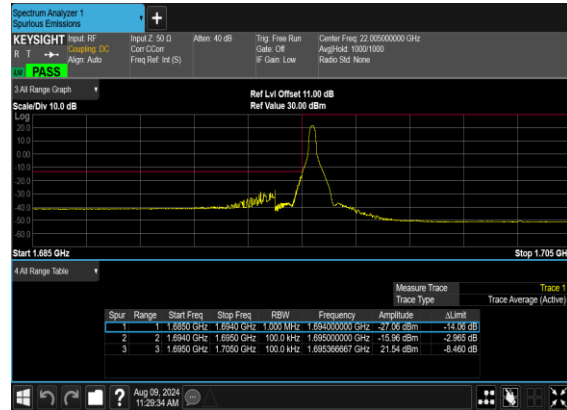 Spectrum Analyzer 1
Spurious Emissions
+
KEYSIGHT Input: RF Input Z: 50 Ω Atten: 40 dB Trig: Free Run Center Freq: 22.005000000 GHz
R T Coupling: DC Corr CCorr Gate: Off Avg|Hold: 1000/1000
Align: Auto Freq Ref: Int (S) IF Gain: Low Radio Std: None
LW PASS
3 All Range Graph Ref Lvl Offset 11.00 dB
Scale/Div 10.0 dB Ref Value 30.00 dBm
Log
20.0
10.0
0.00
-10.0
-20.0
-30.0
-40.0
-50.0
-60.0
Start 1.685 GHz Stop 1.705 GH
4 All Range Table
Measure Trace Trace 1
Trace Type Trace Average (Active)
Spur Range Start Freq Stop Freq RBW Frequency Amplitude ΔLimit
1 1 1.6850 GHz 1.6940 GHz 1.000 MHz 1.694000000 GHz -27.06 dBm -14.06 dB
2 2 1.6940 GHz 1.6950 GHz 100.0 kHz 1.695000000 GHz -15.96 dBm -2.965 dB
3 3 1.6950 GHz 1.7050 GHz 100.0 kHz 1.695366667 GHz 21.54 dBm -8.460 dB
? Aug 09, 2024
11:29:34 AM